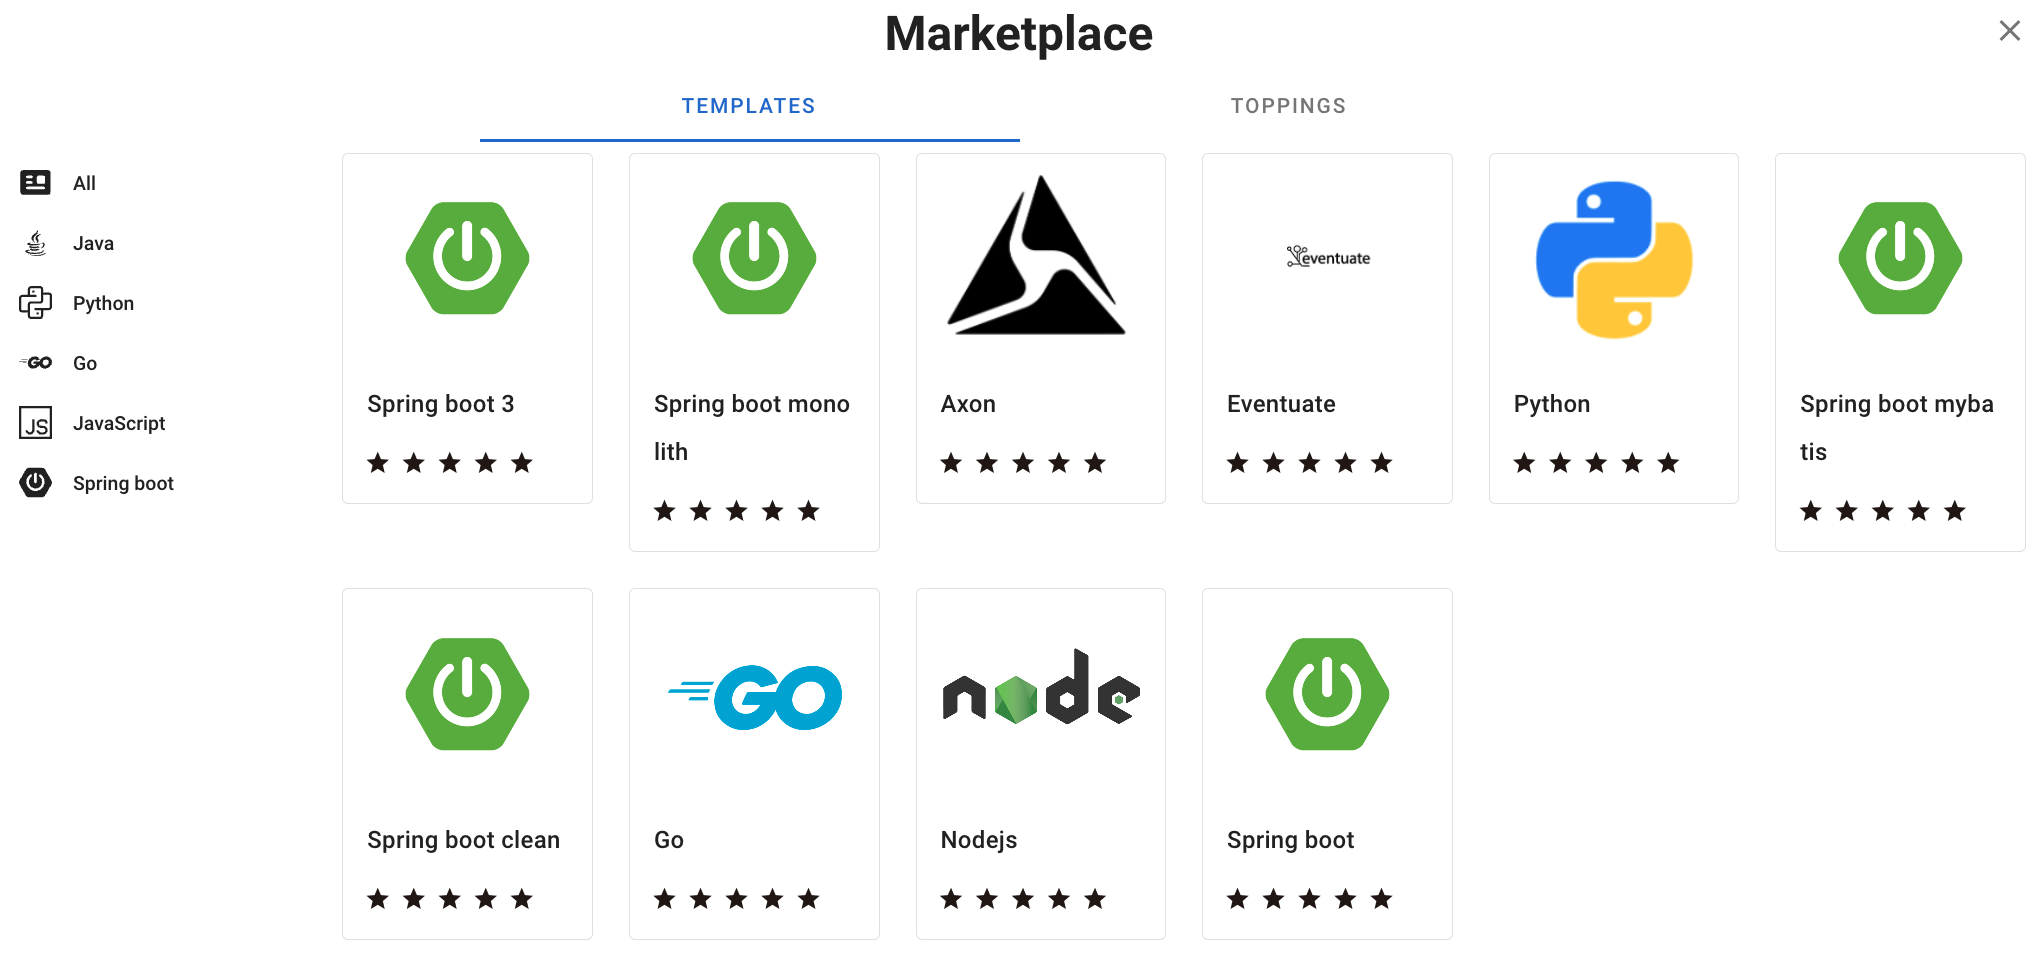 Marketplace
TEMPLATES
TOPPINGS
All
Java
Python
Go
JS
JavaScript
Spring boot
Spring boot 3
Spring boot mono
lith
Axon
eventuate
Eventuate
Python
Spring boot myba
tis
Spring boot clean
GO
Go
node
Nodejs
Spring boot